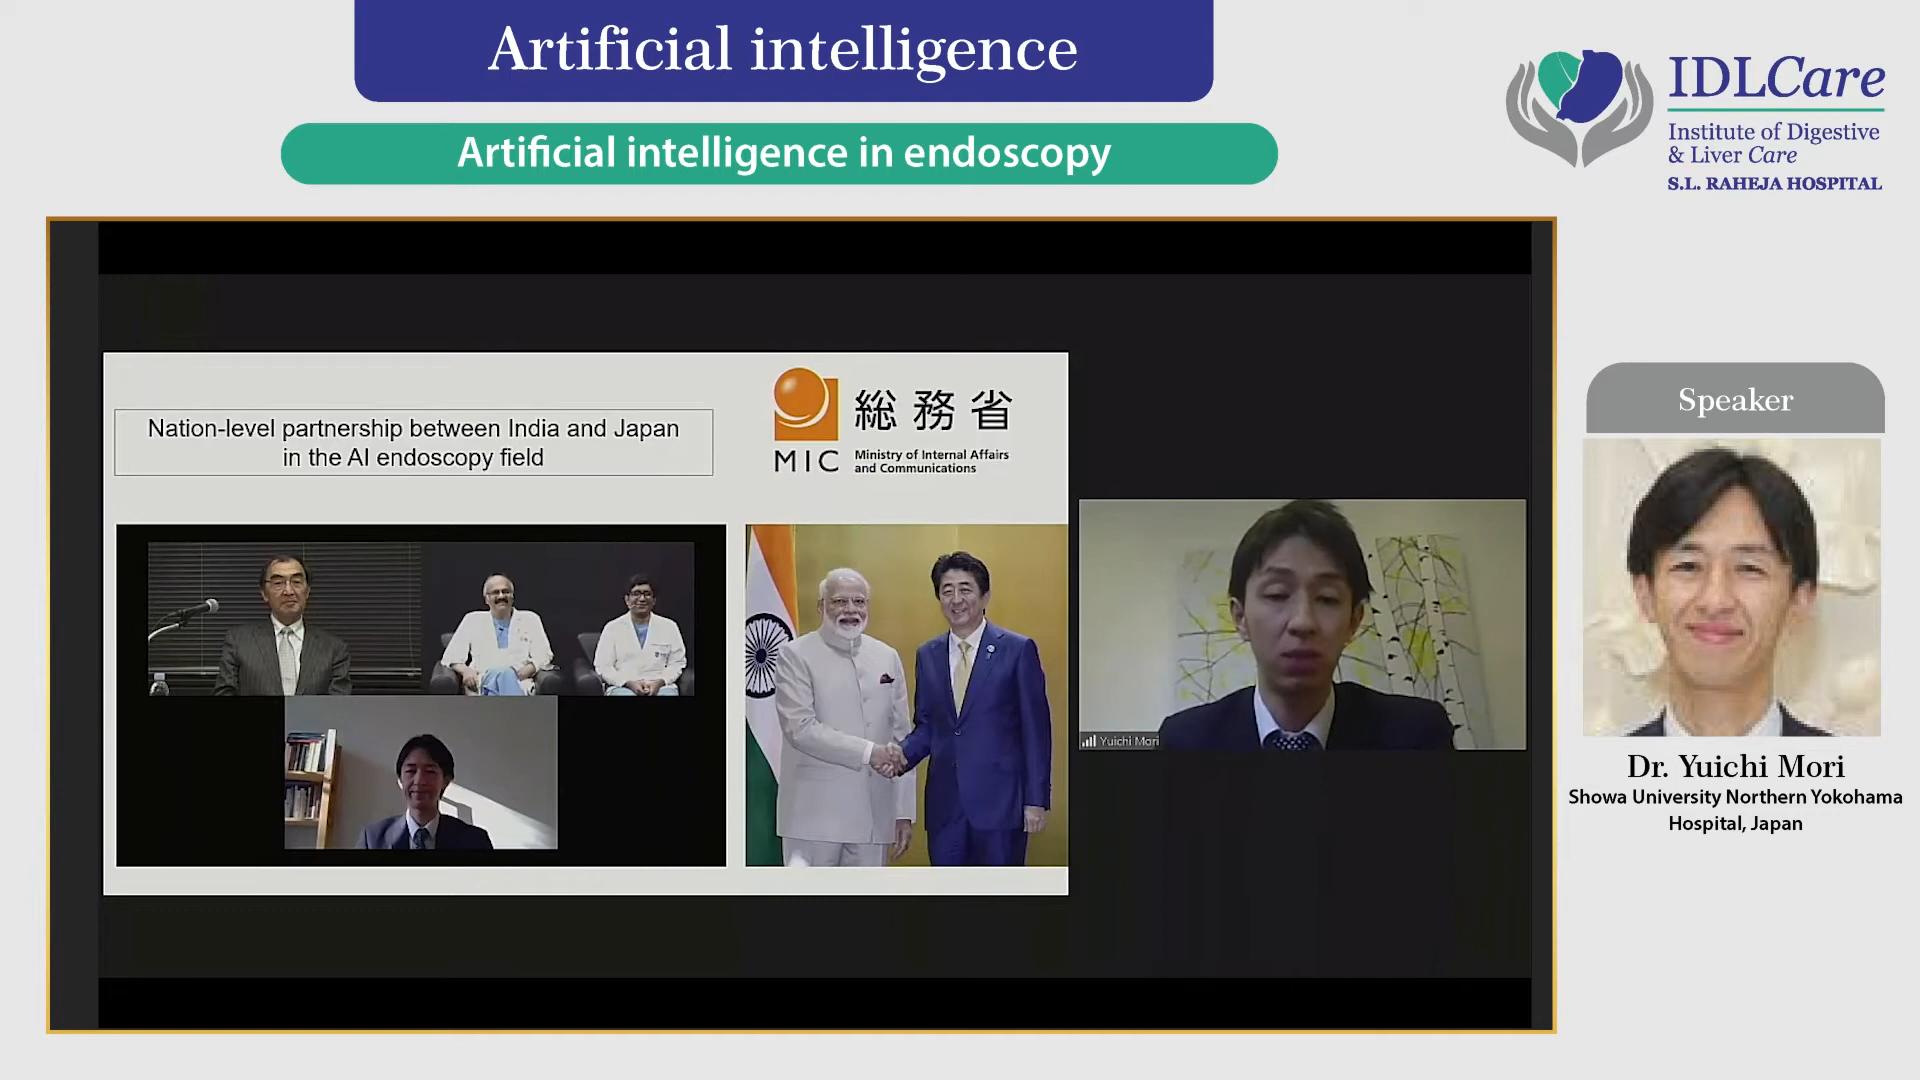 Artificial intelligence
Artificial intelligence in endoscopy
IDLCare
Institute of Digestive
& Liver Care
S.L. RAHEJA HOSPITAL
Nation-level partnership between India and Japan
in the AI endoscopy field
総務省
MIC
Ministry of Internal Affairs
and Communications
Yuichi Mori
Speaker
Dr. Yuichi Mori
Showa University Northern Yokohama
Hospital, Japan